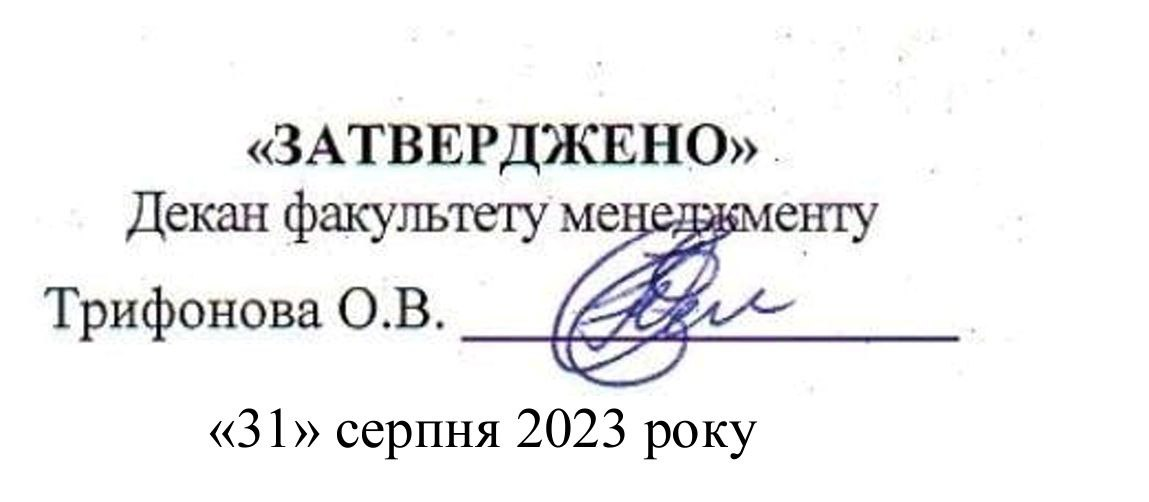 «ЗАТВЕРДЖЕНО»
Декан факультету менеджменту
Трифонова О.В.
«31» серпня 2023 року